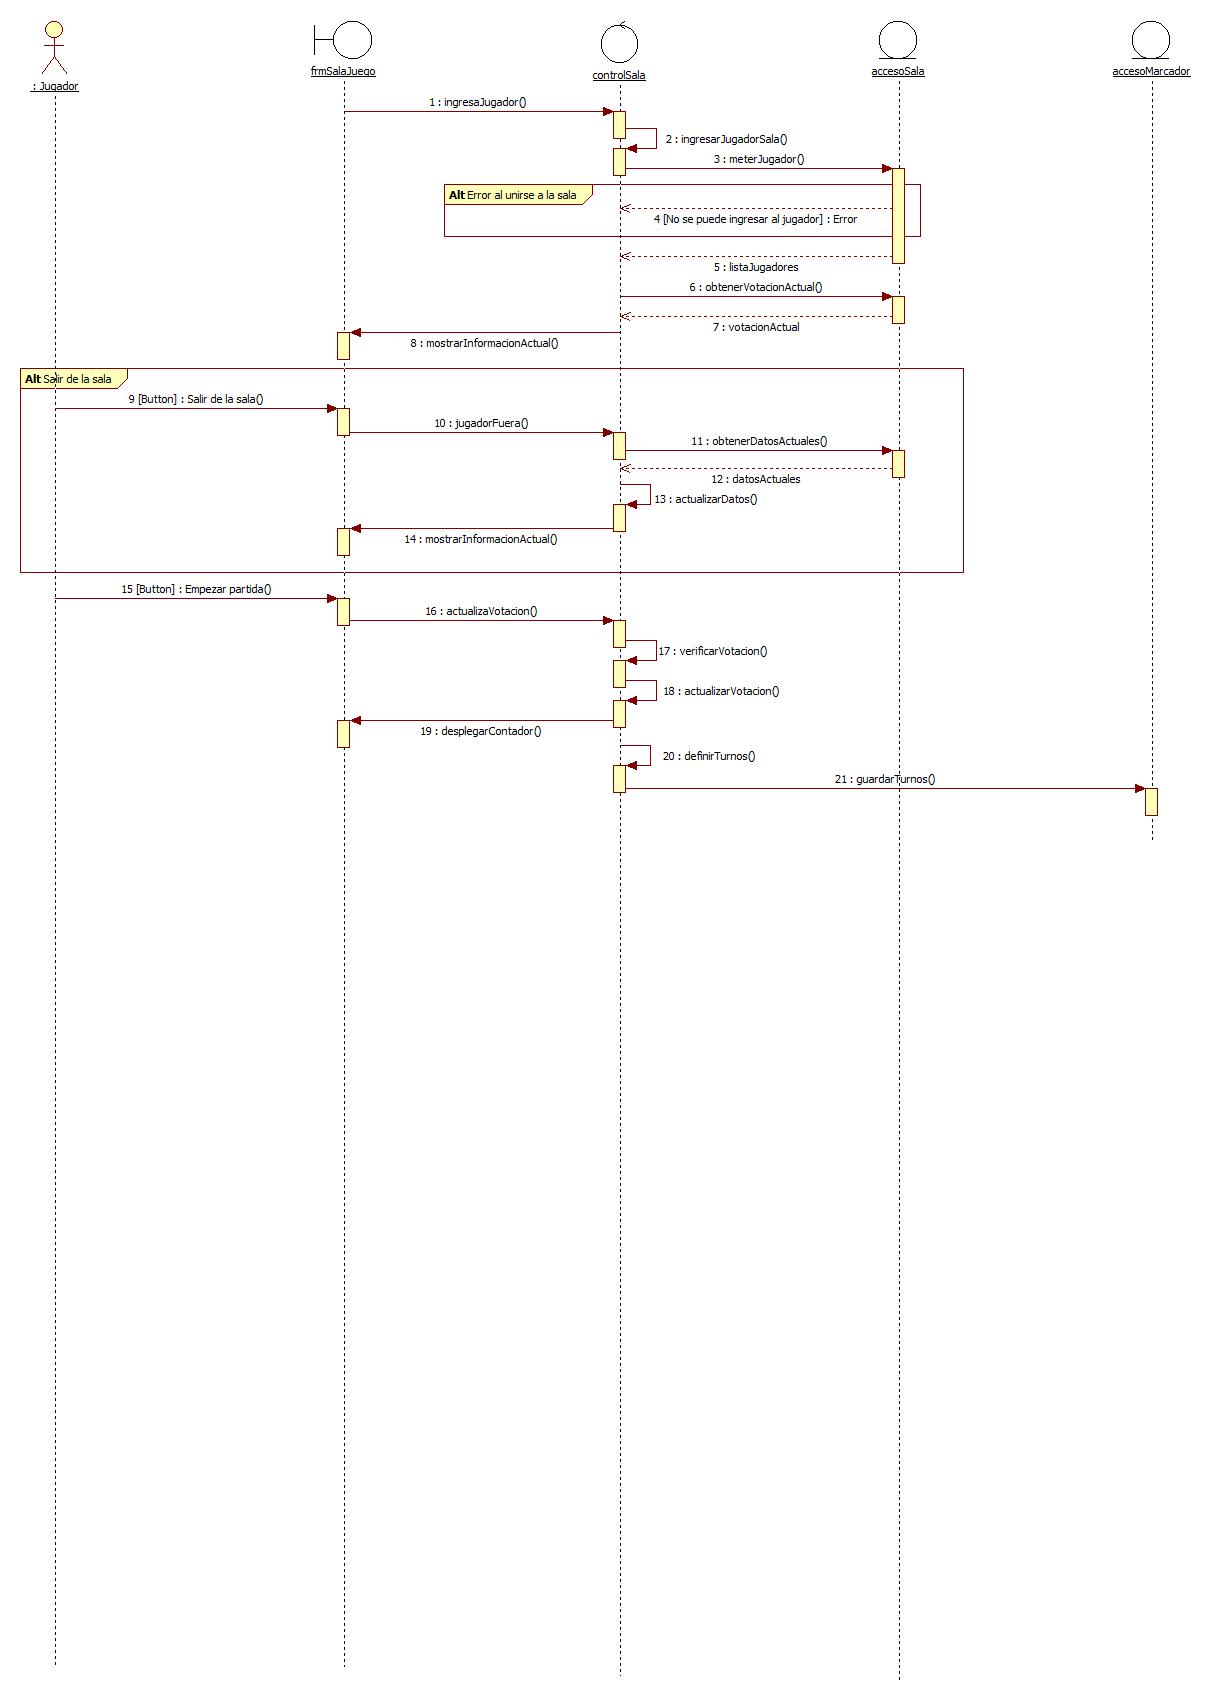 : Jugador
frmSalaJuego
controlSala
accesoSala
accesoMarcador
1 : ingresaJugador()
2 : ingresarJugadorSala()
3 : meterJugador()
Alt Error al unirse a la sala
4 [No se puede ingresar al jugador] : Error
5 : listaJugadores
6 : obtenerVotacionActual()
7 : votacionActual
8 : mostrarInformacionActual()
Alt Salir de la sala
9 [Button] : Salir de la sala()
10 : jugadorFuera()
11 : obtenerDatosActuales()
12 : datosActuales
13 : actualizarDatos()
14 : mostrarInformacionActual()
15 [Button] : Empezar partida()
16 : actualizaVotacion()
17 : verificarVotacion()
18 : actualizarVotacion()
19 : desplegarContador()
20 : definirTurnos()
21 : guardarTurnos()